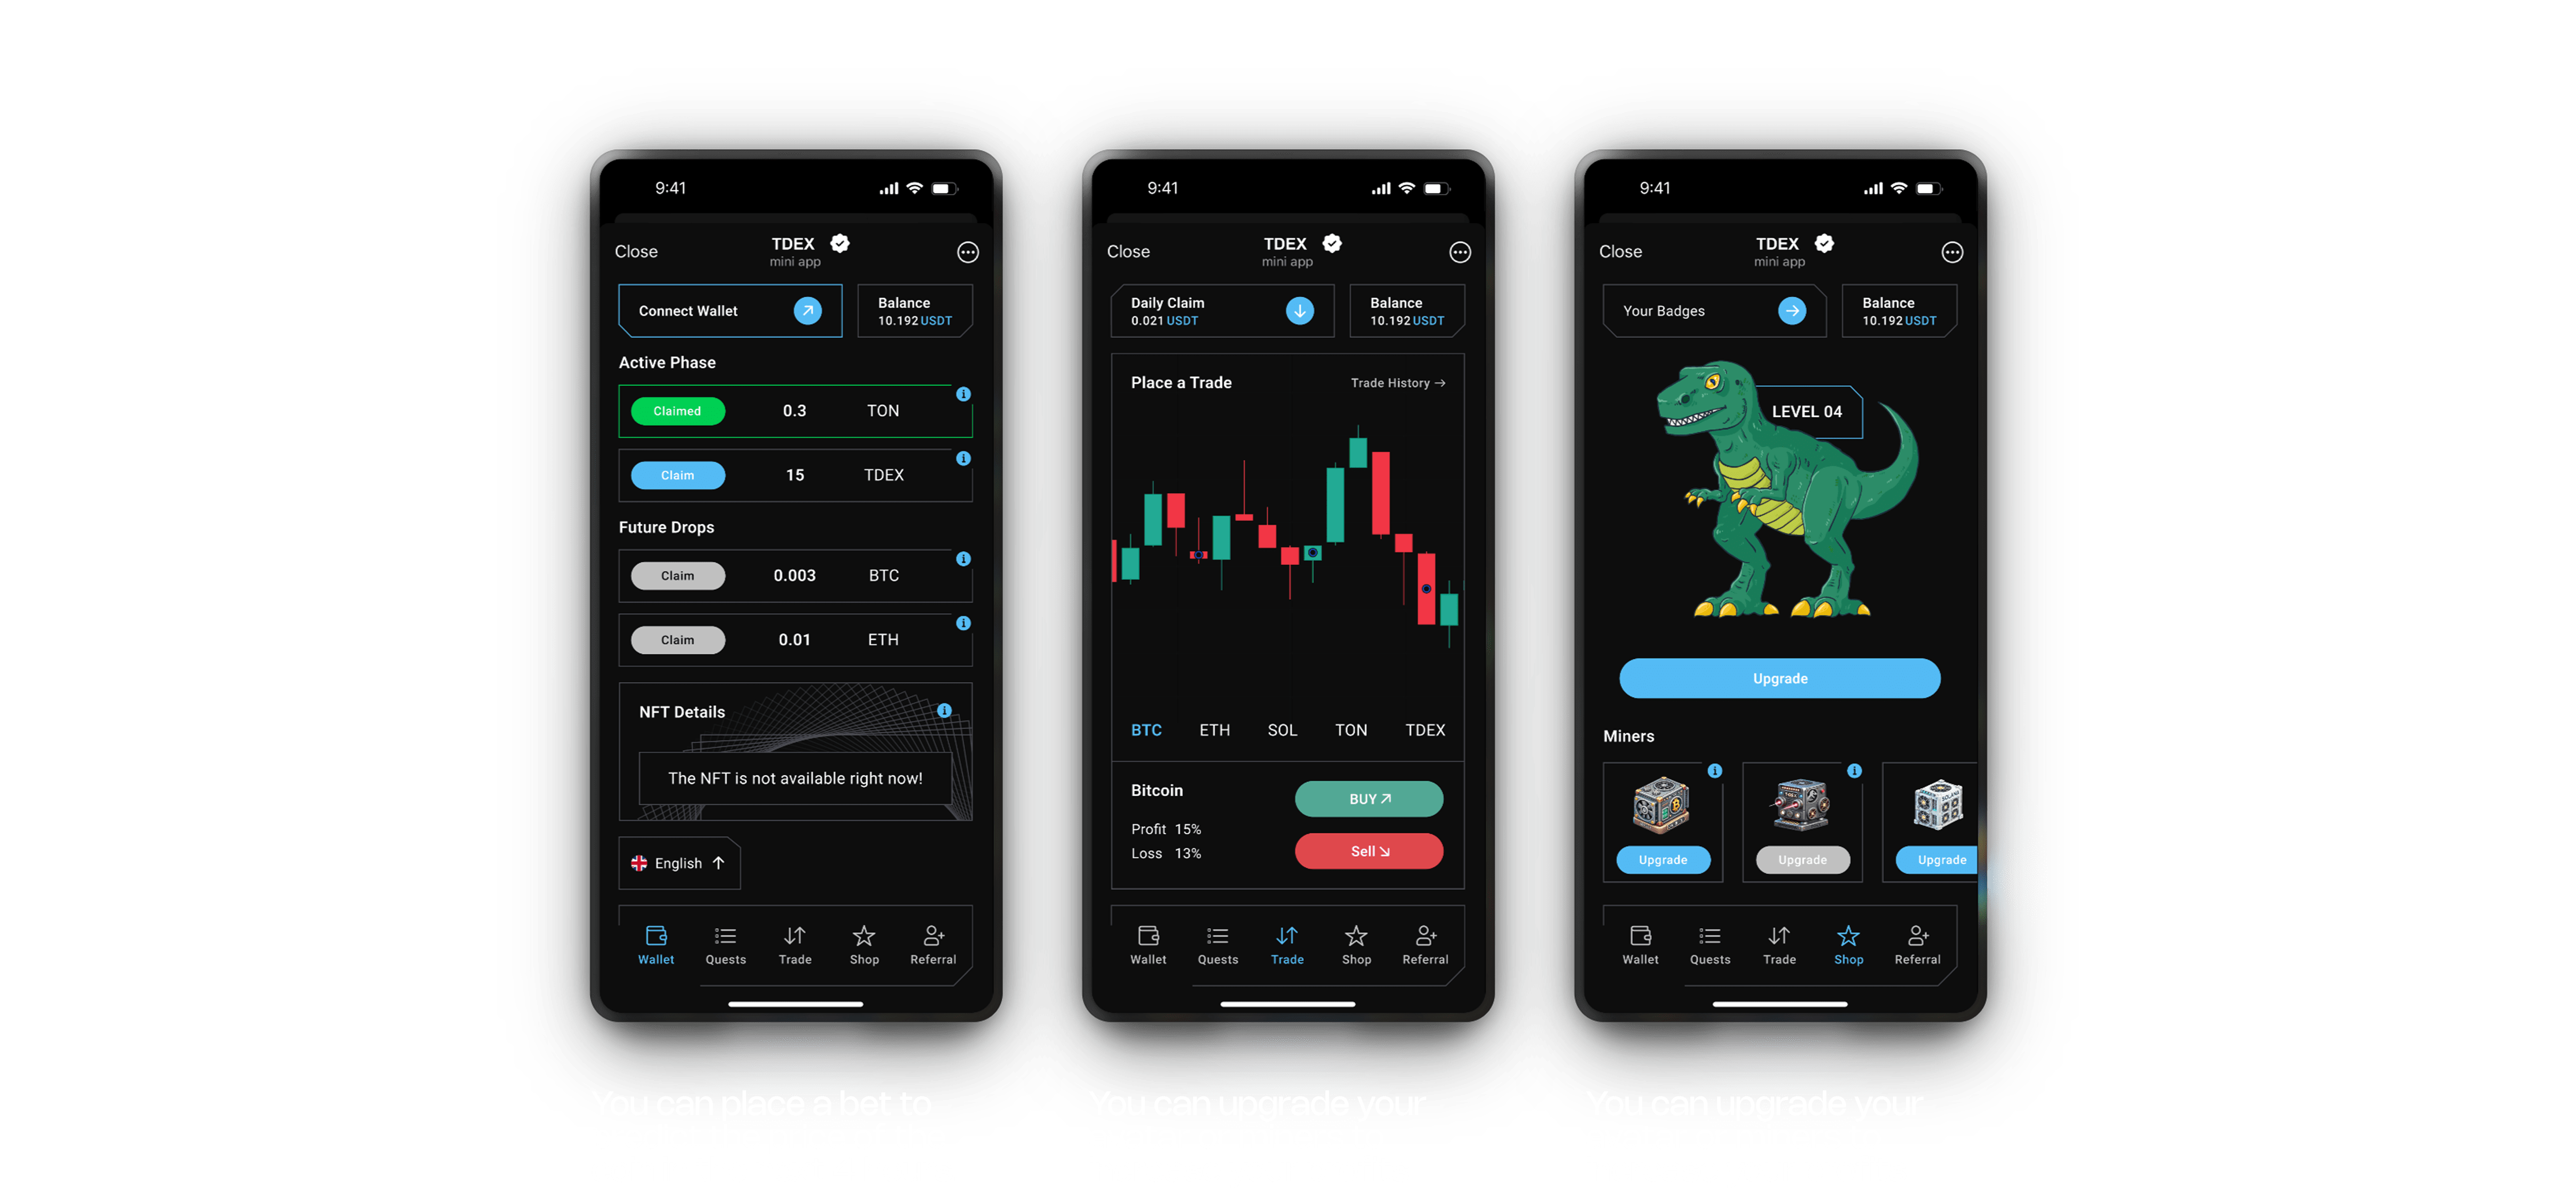 9:41
Close
TDEX
mini app
Connect Wallet
Balance
10.192 USDT
Active Phase
Claimed 0.3 TON
Claim 15 TDEX
Future Drops
Claim 0.003 BTC
Claim 0.01 ETH
NFT Details
The NFT is not available right now!
English
Wallet Quests Trade Shop Referral
You can place a bet to
9:41
Close
TDEX
mini app
Daily Claim
0.021 USDT
Balance
10.192 USDT
Place a Trade
Trade History
BTC ETH SOL TON TDEX
Bitcoin
Profit 15%
Loss 13%
BUY
Sell
Wallet Quests Trade Shop Referral
You can upgrade your
9:41
Close
TDEX
mini app
Your Badges
Balance
10.192 USDT
LEVEL 04
Upgrade
Miners
Upgrade
Upgrade
Upgrade
Wallet Quests Trade Shop Referral
You can upgrade your